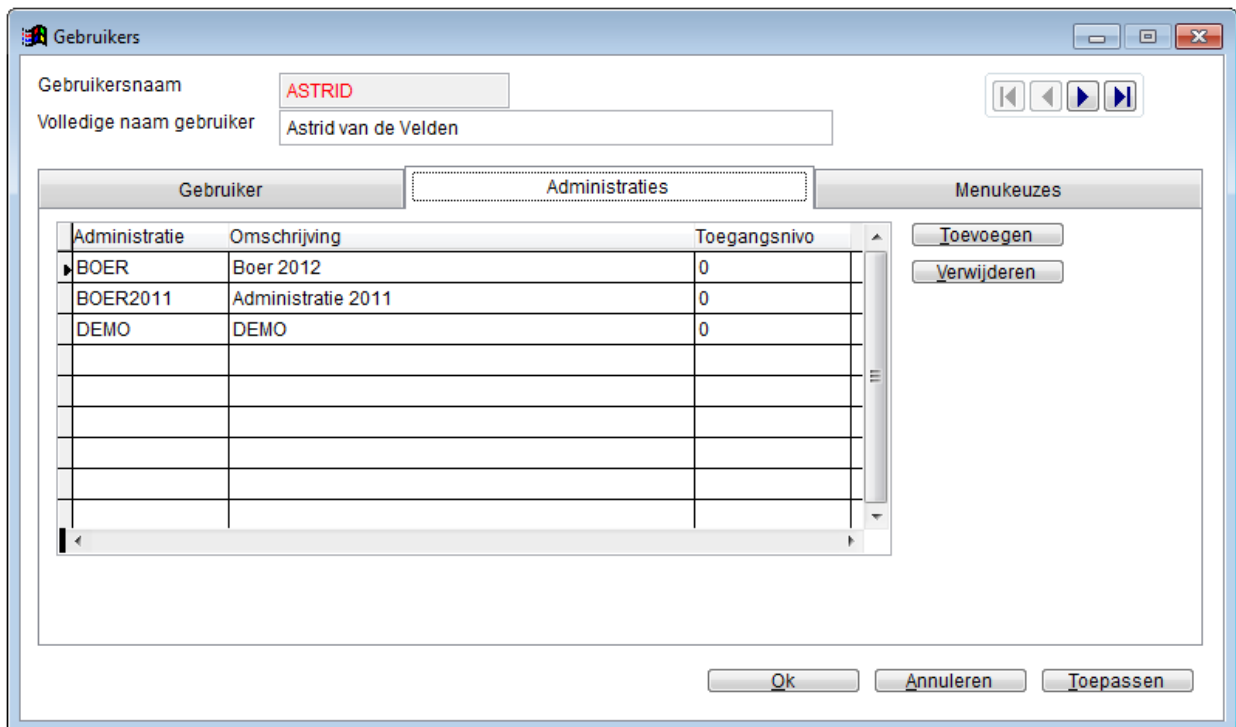 Gebruikers
Gebruikersnaam ASTRID
Volledige naam gebruiker Astrid van de Velden
Gebruiker Administraties Menukeuzes
Administratie Omschrijving Toegangsnivo Toevoegen
BOER Boer 2012 0 Verwijderen
BOER2011 Administratie 2011 0
DEMO DEMO 0
Ok Annuleren Toepassen